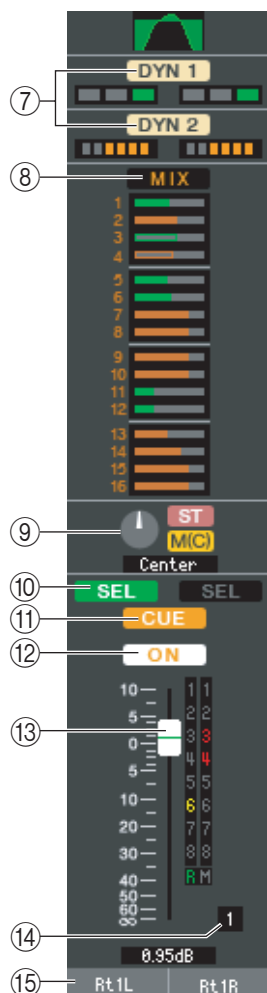 ⑦ DYN 1
DYN 2
⑧ MIX
1
2
3
4
5
6
7
8
9
10
11
12
13
14
15
16
⑨ ST
M(C)
Center
⑩ SEL SEL
⑪ CUE
⑫ ON
10 1 1
5 2 2
⑬ 0 3 3
5 4 4
5 5
10 6 6
20 7 7
30 8 8
40 R M
50
60
∞
⑭ 1
0.95dB
⑮ Rt1L Rt1R